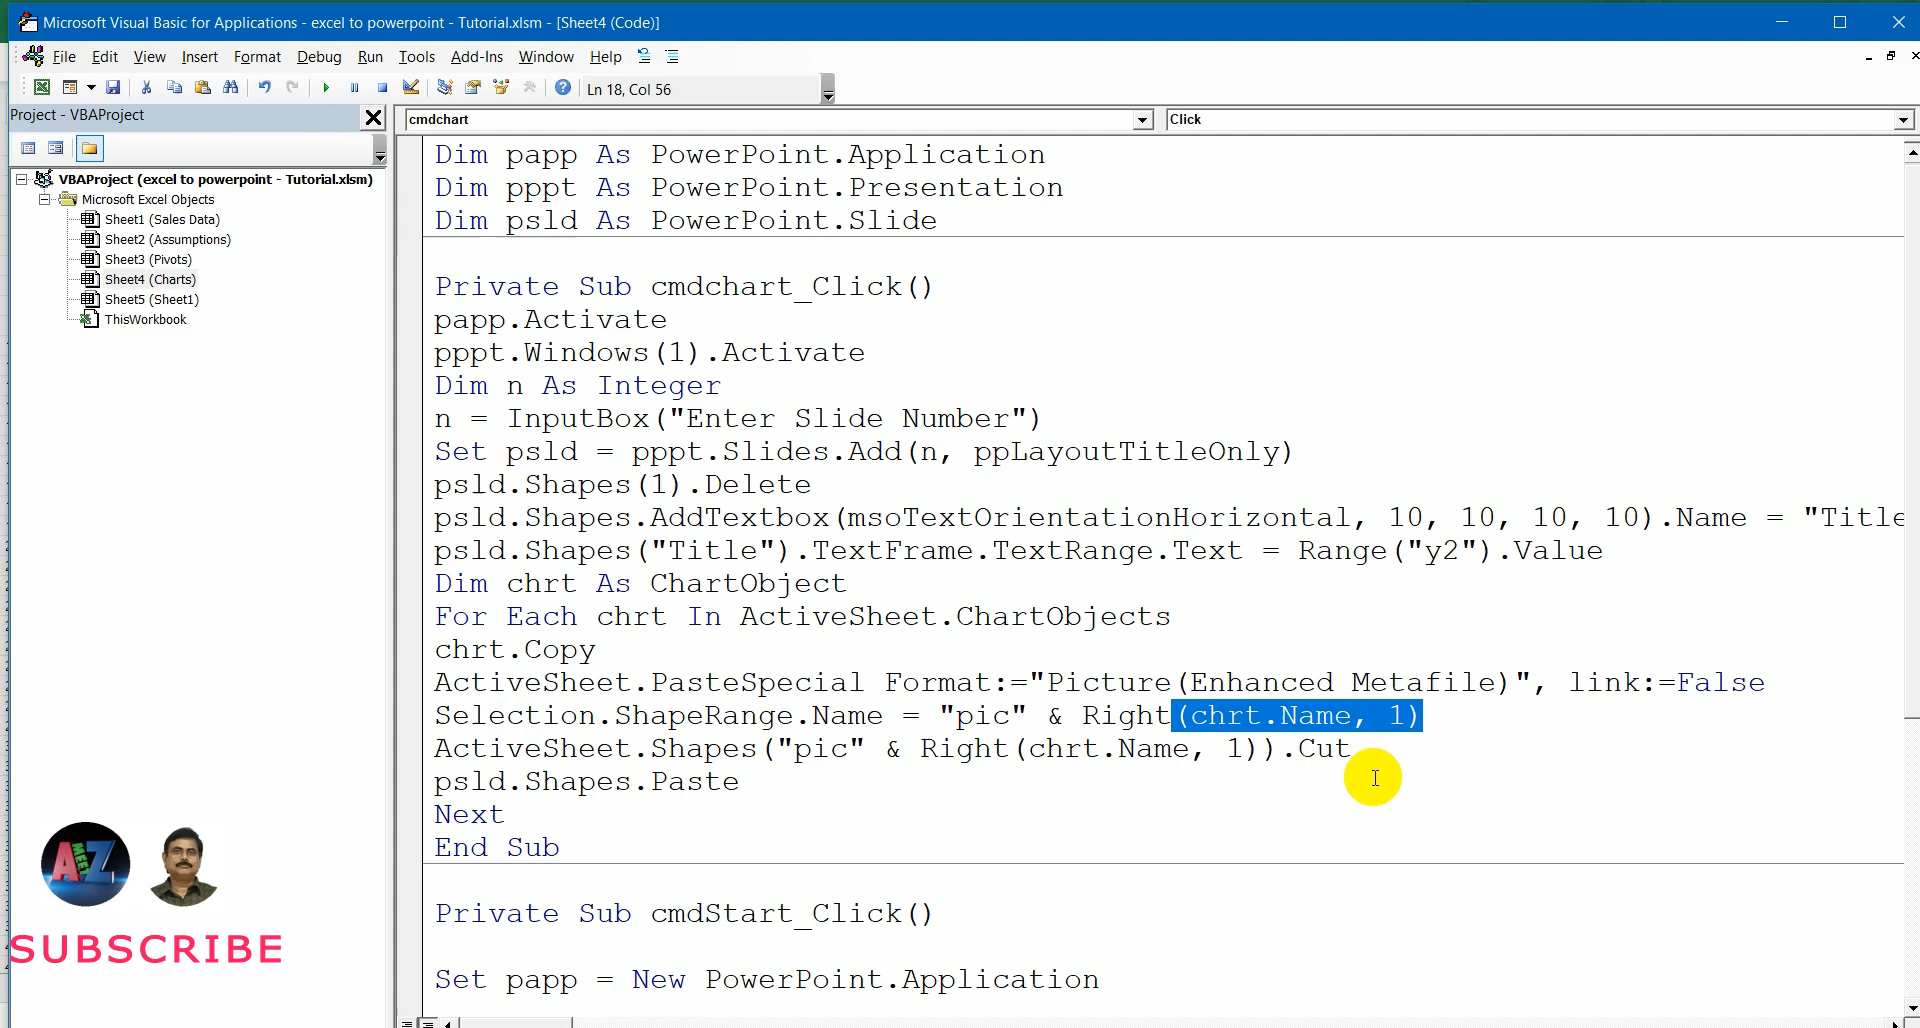 Microsoft Visual Basic for Applications - excel to powerpoint - Tutorial.xlsm - [Sheet4 (Code)]
File Edit View Insert Format Debug Run Tools Add-Ins Window Help
Ln 18, Col 56
Project - VBAProject
cmdchart
Click
VBAProject (excel to powerpoint - Tutorial.xlsm)
Microsoft Excel Objects
Sheet1 (Sales Data)
Sheet2 (Assumptions)
Sheet3 (Pivots)
Sheet4 (Charts)
Sheet5 (Sheet1)
ThisWorkbook
Dim papp As PowerPoint.Application
Dim pppt As PowerPoint.Presentation
Dim psld As PowerPoint.Slide
Private Sub cmdchart_Click()
papp.Activate
pppt.Windows(1).Activate
Dim n As Integer
n = InputBox("Enter Slide Number")
Set psld = pppt.Slides.Add(n, ppLayoutTitleOnly)
psld.Shapes(1).Delete
psld.Shapes.AddTextbox(msoTextOrientationHorizontal, 10, 10, 10, 10).Name = "Title
psld.Shapes("Title").TextFrame.TextRange.Text = Range("y2").Value
Dim chrt As ChartObject
For Each chrt In ActiveSheet.ChartObjects
chrt.Copy
ActiveSheet.PasteSpecial Format:="Picture(Enhanced Metafile)", link:=False
Selection.ShapeRange.Name = "pic" & Right(chrt.Name, 1)
ActiveSheet.Shapes("pic" & Right(chrt.Name, 1)).Cut
psld.Shapes.Paste
Next
End Sub
Private Sub cmdStart_Click()
Set papp = New PowerPoint.Application
A MEET Z
SUBSCRIBE